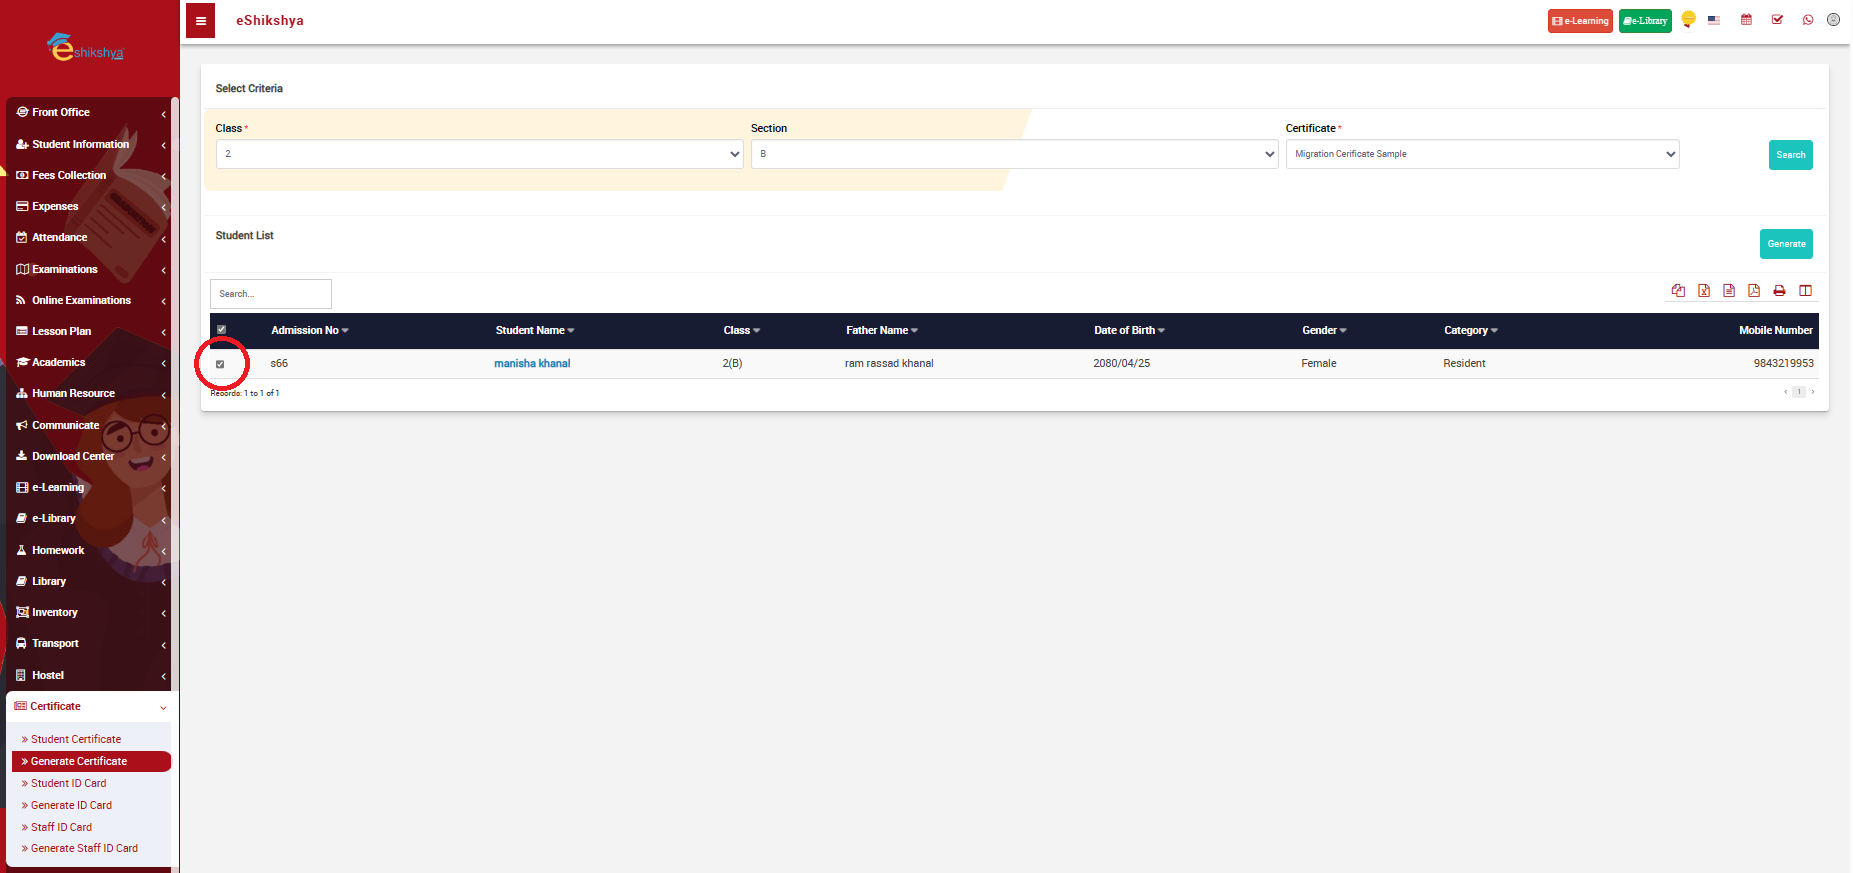 eshikshya
eShikshya
e-Learning
e-Library
Front Office
Student Information
Fees Collection
Expenses
Attendance
Examinations
Online Examinations
Lesson Plan
Academics
Human Resource
Communicate
Download Center
e-Learning
e-Library
Homework
Library
Inventory
Transport
Hostel
Certificate
» Student Certificate
» Generate Certificate
» Student ID Card
» Generate ID Card
» Staff ID Card
» Generate Staff ID Card
Select Criteria
Class * Section Certificate *
2 B Migration Cerificate Sample Search
Student List
Generate
Search...
Admission No Student Name Class Father Name Date of Birth Gender Category Mobile Number
s66 manisha khanal 2(B) ram rassad khanal 2080/04/25 Female Resident 9843219953
Records: 1 to 1 of 1 ‹ 1 ›